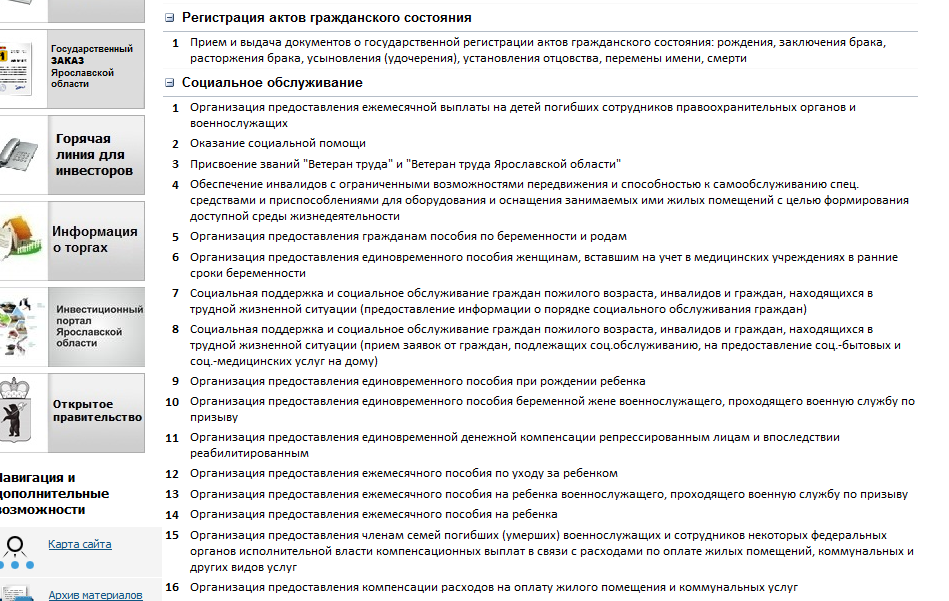 Государственный
ЗАКАЗ
Ярославской
области
Горячая
линия для
инвесторов
Информация
о торгах
Инвестиционный
портал
Ярославской
области
Открытое
правительство
Навигация и
дополнительные
возможности
Карта сайта
Архив материалов
Регистрация актов гражданского состояния
1 Прием и выдача документов о государственной регистрации актов гражданского состояния: рождения, заключения брака,
расторжения брака, усыновления (удочерения), установления отцовства, перемены имени, смерти
Социальное обслуживание
1 Организация предоставления ежемесячной выплаты на детей погибших сотрудников правоохранительных органов и
военнослужащих
2 Оказание социальной помощи
3 Присвоение званий "Ветеран труда" и "Ветеран труда Ярославской области"
4 Обеспечение инвалидов с ограниченными возможностями передвижения и способностью к самообслуживанию спец.
средствами и приспособлениями для оборудования и оснащения занимаемых ими жилых помещений с целью формирования
доступной среды жизнедеятельности
5 Организация предоставления гражданам пособия по беременности и родам
6 Организация предоставления единовременного пособия женщинам, вставшим на учет в медицинских учреждениях в ранние
сроки беременности
7 Социальная поддержка и социальное обслуживание граждан пожилого возраста, инвалидов и граждан, находящихся в
трудной жизненной ситуации (предоставление информации о порядке социального обслуживания граждан)
8 Социальная поддержка и социальное обслуживание граждан пожилого возраста, инвалидов и граждан, находящихся в
трудной жизненной ситуации (прием заявок от граждан, подлежащих соц.обслуживанию, на предоставление соц.-бытовых и
соц.-медицинских услуг на дому)
9 Организация предоставления единовременного пособия при рождении ребенка
10 Организация предоставления единовременного пособия беременной жене военнослужащего, проходящего военную службу по
призыву
11 Организация предоставления единовременной денежной компенсации репрессированным лицам и впоследствии
реабилитированным
12 Организация предоставления ежемесячного пособия по уходу за ребенком
13 Организация предоставления ежемесячного пособия на ребенка военнослужащего, проходящего военную службу по призыву
14 Организация предоставления ежемесячного пособия на ребенка
15 Организация предоставления членам семей погибших (умерших) военнослужащих и сотрудников некоторых федеральных
органов исполнительной власти компенсационных выплат в связи с расходами по оплате жилых помещений, коммунальных и
других видов услуг
16 Организация предоставления компенсации расходов на оплату жилого помещения и коммунальных услуг